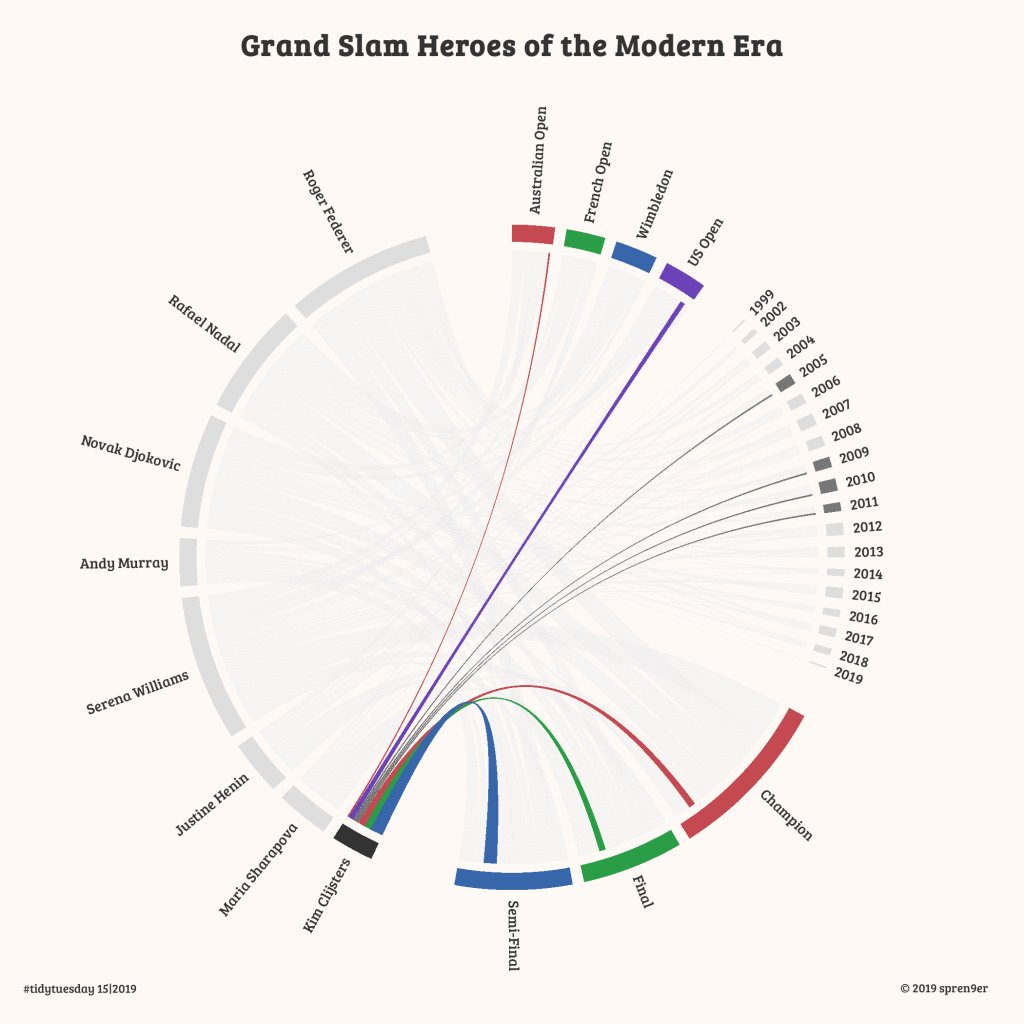 Grand Slam Heroes of the Modern Era
Australian Open
French Open
Wimbledon
US Open
1999
2002
2003
2004
2005
2006
2007
2008
2009
2010
2011
2012
2013
2014
2015
2016
2017
2018
2019
Champion
Final
Semi-Final
Kim Clijsters
Maria Sharapova
Justine Henin
Serena Williams
Andy Murray
Novak Djokovic
Rafael Nadal
Roger Federer
#tidytuesday 15|2019
© 2019 spren9er